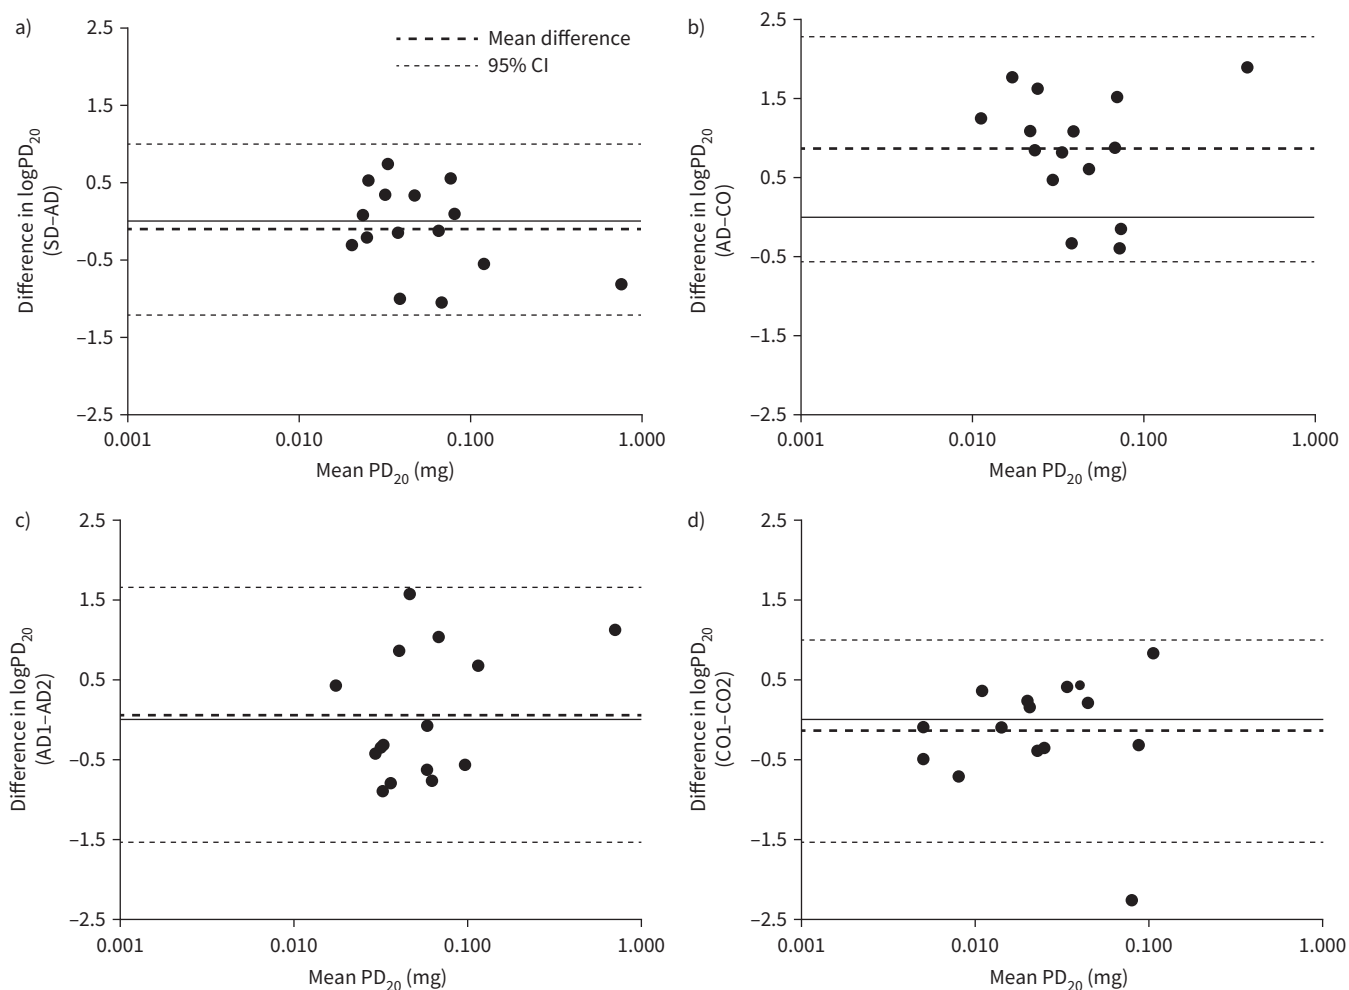 a)
2.5
1.5
0.5
–0.5
–1.5
–2.5
Difference in logPD20
(SD–AD)
Mean difference
95% CI
0.001 0.010 0.100 1.000
Mean PD20 (mg)
b)
2.5
1.5
0.5
–0.5
–1.5
–2.5
Difference in logPD20
(AD–CO)
0.001 0.010 0.100 1.000
Mean PD20 (mg)
c)
2.5
1.5
0.5
–0.5
–1.5
–2.5
Difference in logPD20
(AD1–AD2)
0.001 0.010 0.100 1.000
Mean PD20 (mg)
d)
2.5
1.5
0.5
–0.5
–1.5
–2.5
Difference in logPD20
(CO1–CO2)
0.001 0.010 0.100 1.000
Mean PD20 (mg)